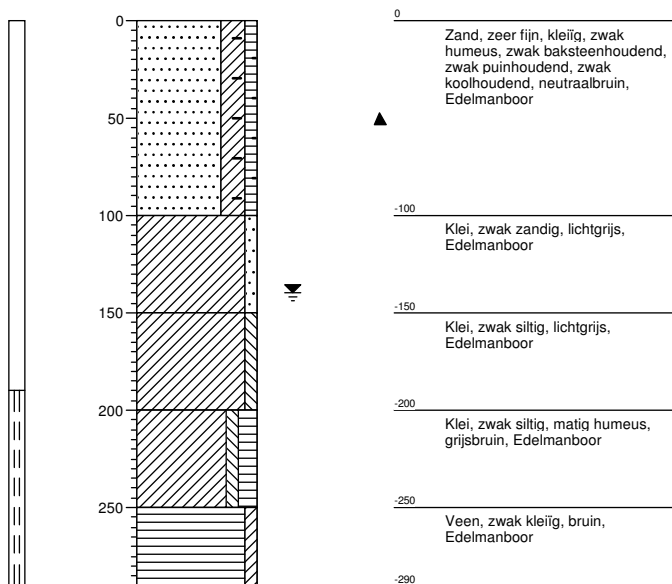 0
0
Zand, zeer fijn, kleiïg, zwak
humeus, zwak baksteenhoudend,
zwak puinhoudend, zwak
koolhoudend, neutraalbruin,
Edelmanboor
50
100
-100
Klei, zwak zandig, lichtgrijs,
Edelmanboor
150
-150
Klei, zwak siltig, lichtgrijs,
Edelmanboor
200
-200
Klei, zwak siltig, matig humeus,
grijsbruin, Edelmanboor
250
-250
Veen, zwak kleiïg, bruin,
Edelmanboor
-290